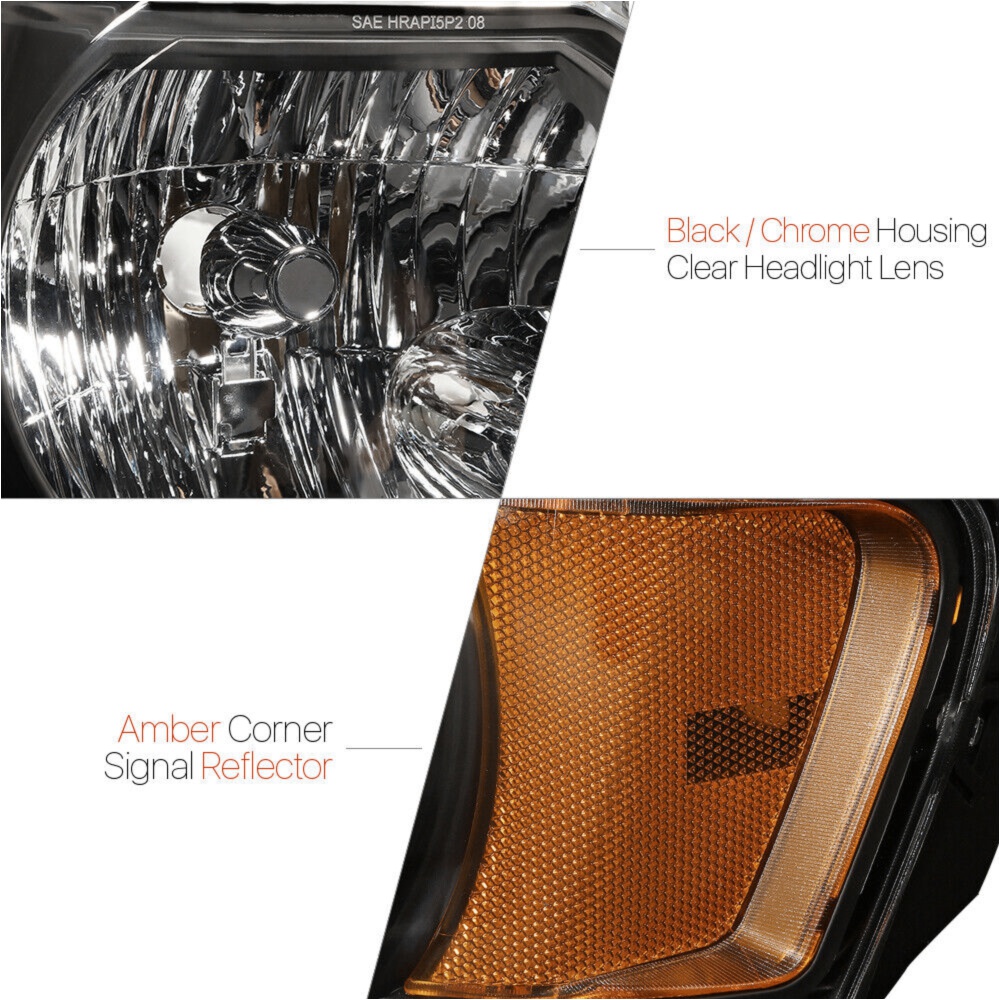 SAE HRAPI5P2 08
Black / Chrome Housing
Clear Headlight Lens
Amber Corner
Signal Reflector